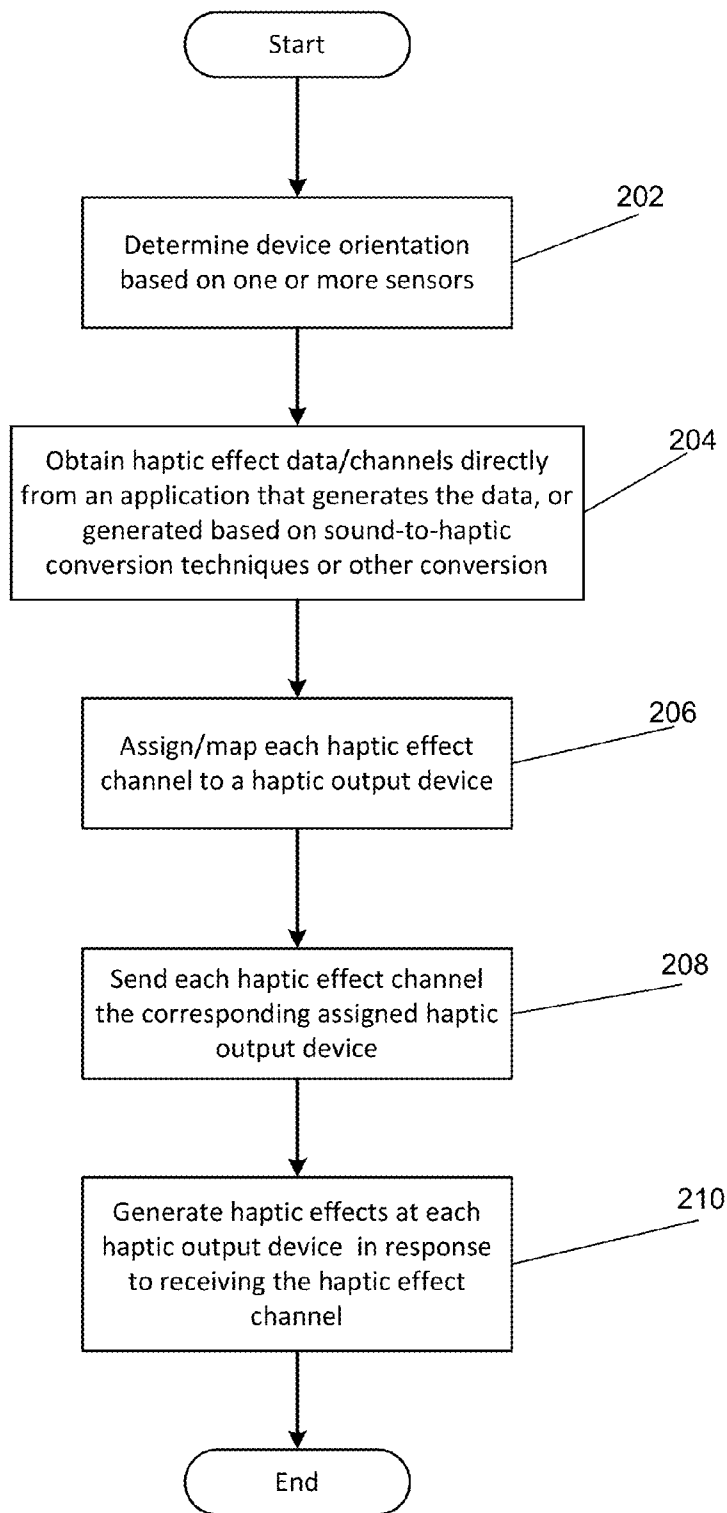 Start
202
Determine device orientation
based on one or more sensors
204
Obtain haptic effect data/channels directly
from an application that generates the data, or
generated based on sound-to-haptic
conversion techniques or other conversion
206
Assign/map each haptic effect
channel to a haptic output device
208
Send each haptic effect channel
the corresponding assigned haptic
output device
210
Generate haptic effects at each
haptic output device in response
to receiving the haptic effect
channel
End